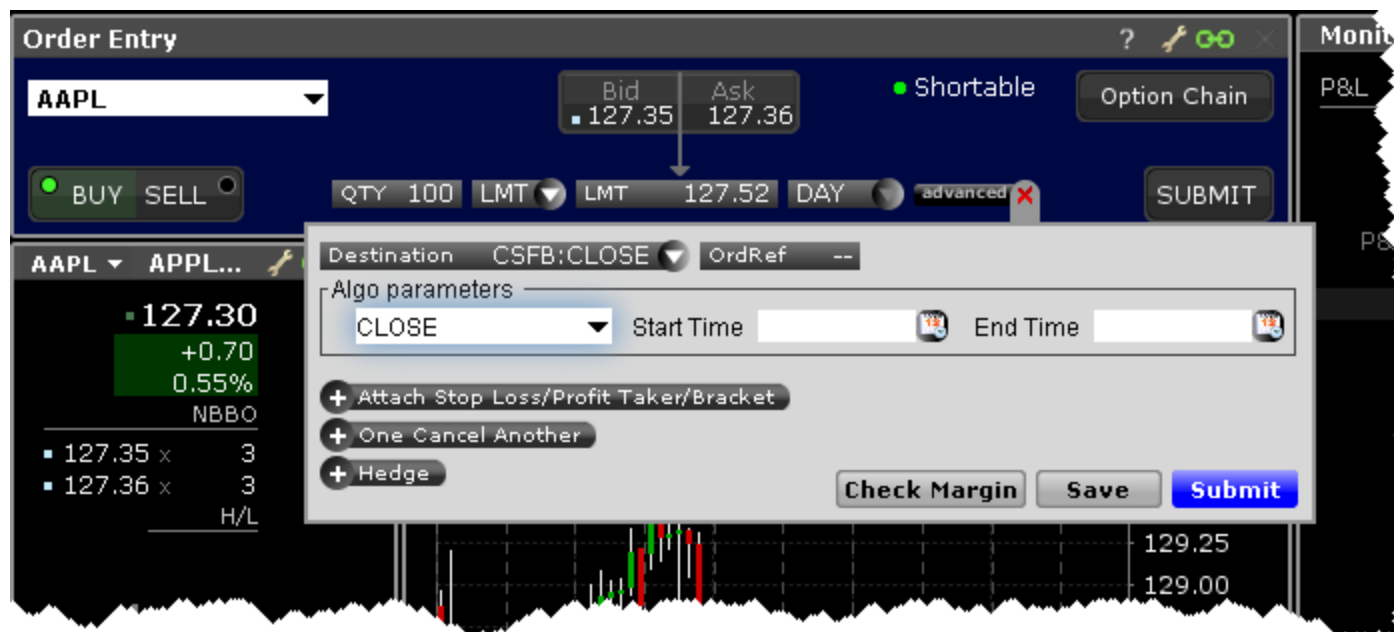 Order Entry ?
Monit
AAPL
Bid Ask
127.35 127.36
Shortable
Option Chain
P&L
BUY SELL
QTY 100 LMT LMT 127.52 DAY advanced
SUBMIT
AAPL APPL...
Destination CSFB:CLOSE OrdRef --
Algo parameters
CLOSE Start Time End Time
127.30
+0.70
0.55%
NBBO
127.35 x 3
127.36 x 3
H/L
+ Attach Stop Loss/Profit Taker/Bracket
+ One Cancel Another
+ Hedge
Check Margin Save Submit
129.25
129.00